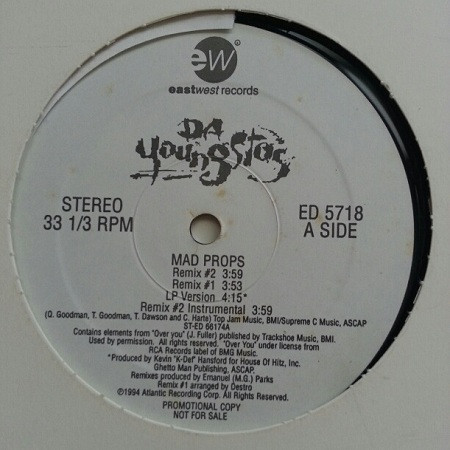 ew
eastwest records
DA
Youngstas
STEREO
33 1/3 RPM
ED 5718
A SIDE
MAD PROPS
Remix #2 3:59
Remix #1 3:53
LP Version 4:15*
Remix #2 Instrumental 3:59
(Q. Goodman, T. Goodman, T. Dawson and C. Harte) Top Jam Music, BMI/Supreme C Music, ASCAP
ST-ED 66174A
Contains elements from "Over you" (J. Fuller) published by Trackshoe Music, BMI.
Used by permission. All rights reserved. "Over You" under license from
RCA Records label of BMG Music.
*Produced by Kevin "K-Def" Hansford for House Of Hitz, Inc.
Ghetto Man Publishing, ASCAP.
Remixes produced by Emanuel (M.G.) Parks
Remix #1 arranged by Destro
©1994 Atlantic Recording Corp. All Rights Reserved.
PROMOTIONAL COPY
NOT FOR SALE